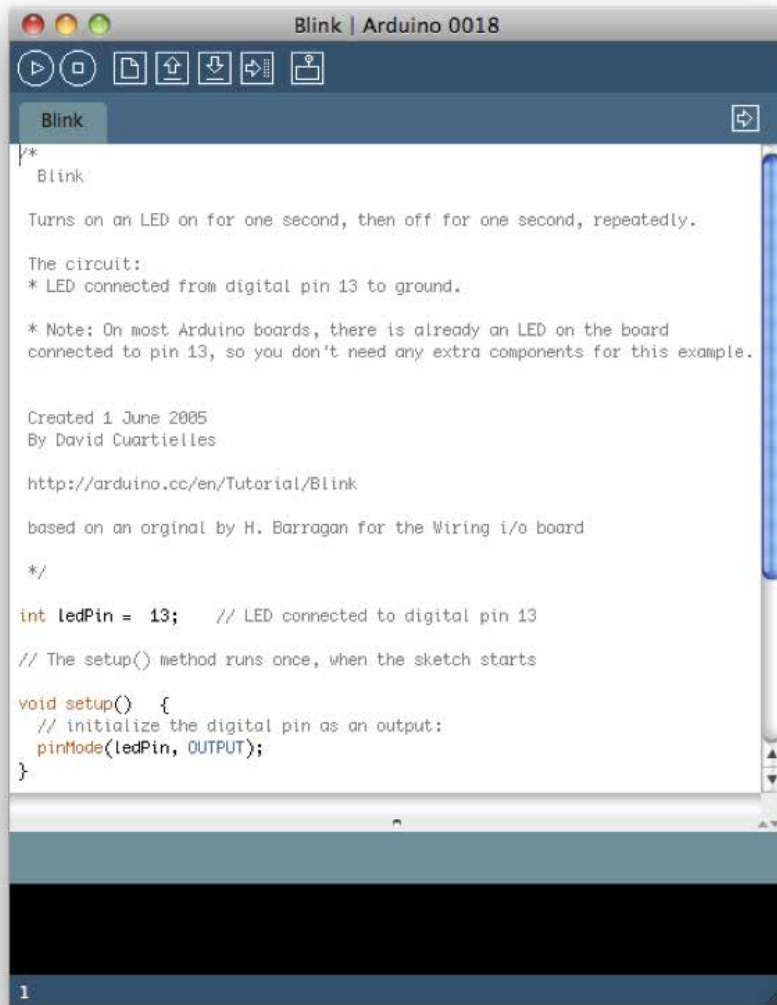 Blink | Arduino 0018
Blink
/*
Blink
Turns on an LED on for one second, then off for one second, repeatedly.
The circuit:
* LED connected from digital pin 13 to ground.
* Note: On most Arduino boards, there is already an LED on the board
connected to pin 13, so you don't need any extra components for this example.
Created 1 June 2005
By David Cuartielles
http://arduino.cc/en/Tutorial/Blink
based on an orginal by H. Barragan for the Wiring i/o board
*/
int ledPin =  13;    // LED connected to digital pin 13
// The setup() method runs once, when the sketch starts
void setup()   {
// initialize the digital pin as an output:
pinMode(ledPin, OUTPUT);
}
1